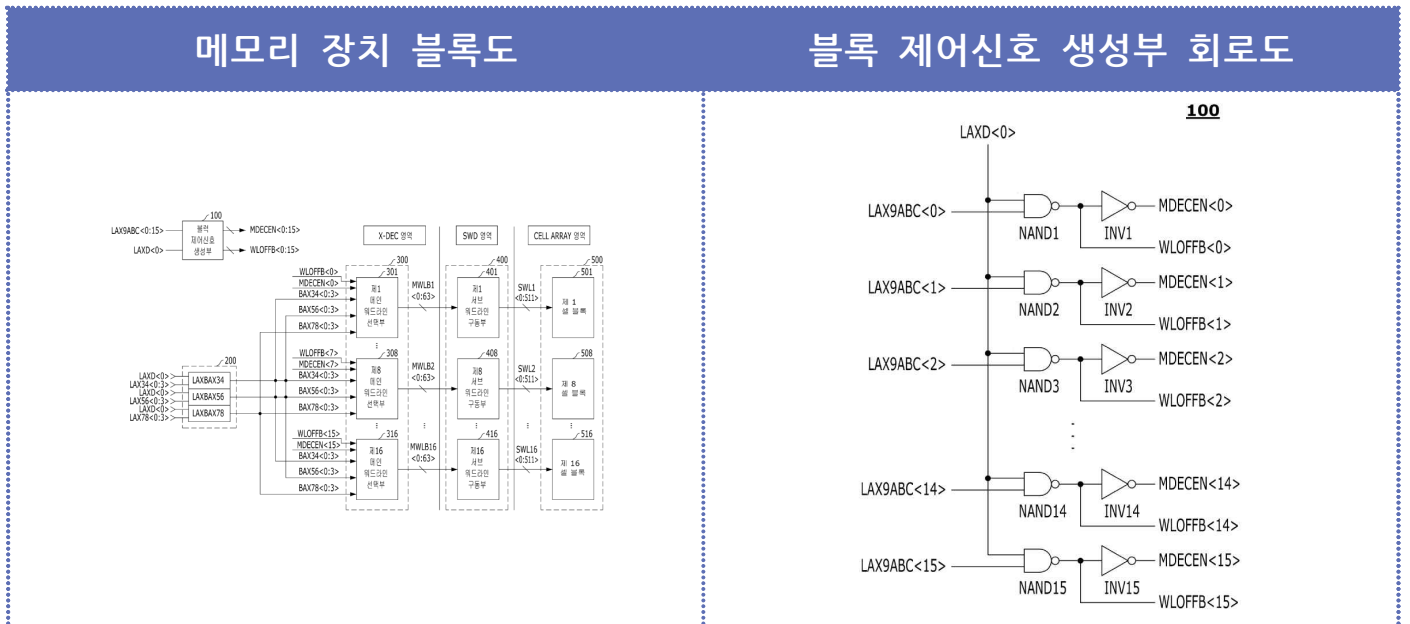 메모리 장치 블록도
블록 제어신호 생성부 회로도
100
LAX9ABC<0:15>
LAXD<0>
블럭
제어신호
생성부
MDECEN<0:15>
WLOFFB<0:15>
X-DEC 영역
SWD 영역
CELL ARRAY 영역
300
400
500
WLOFFB<0>
MDECEN<0>
BAX34<0:3>
BAX56<0:3>
BAX78<0:3>
301
제1
메인
워드라인
선택부
MWLB1
<0:63>
401
제1
서브
워드라인
구동부
SWL1
<0:511>
501
제 1
셀 블록
WLOFFB<7>
MDECEN<7>
BAX34<0:3>
BAX56<0:3>
BAX78<0:3>
308
제8
메인
워드라인
선택부
MWLB2
<0:63>
408
제8
서브
워드라인
구동부
SWL2
<0:511>
508
제 8
셀 블록
200
LAXD<0>
LAX34<0:3>
LAXD<0>
LAX56<0:3>
LAXD<0>
LAX78<0:3>
LAXBAX34
LAXBAX56
LAXBAX78
WLOFFB<15>
MDECEN<15>
BAX34<0:3>
BAX56<0:3>
BAX78<0:3>
316
제16
메인
워드라인
선택부
MWLB16
<0:63>
416
제16
서브
워드라인
구동부
SWL16
<0:511>
516
제 16
셀 블록
100
LAXD<0>
LAX9ABC<0>
NAND1
INV1
MDECEN<0>
WLOFFB<0>
LAX9ABC<1>
NAND2
INV2
MDECEN<1>
WLOFFB<1>
LAX9ABC<2>
NAND3
INV3
MDECEN<2>
WLOFFB<2>
LAX9ABC<14>
NAND14
INV14
MDECEN<14>
WLOFFB<14>
LAX9ABC<15>
NAND15
INV15
MDECEN<15>
WLOFFB<15>